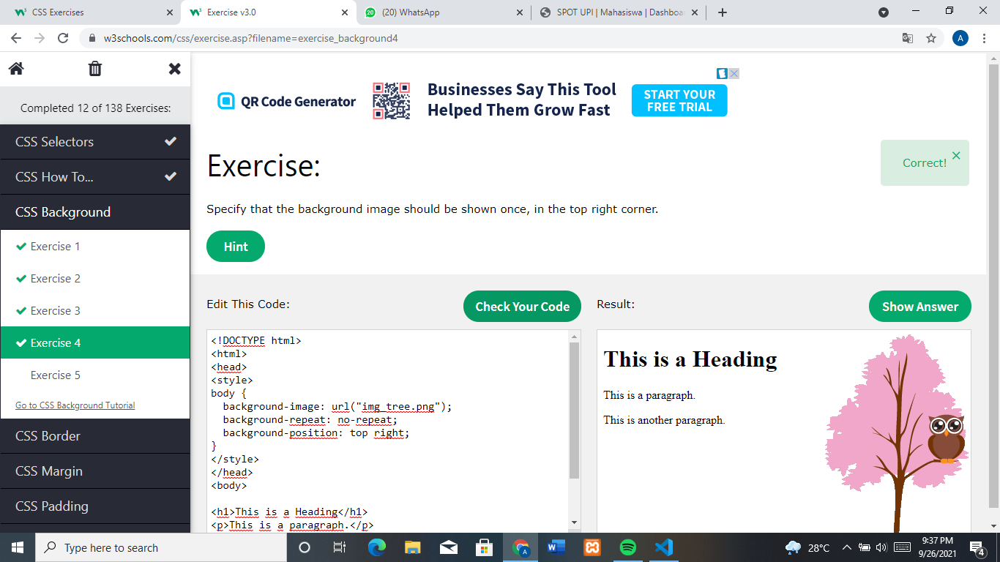 CSS Exercises
Exercise v3.0
20
(20) WhatsApp
SPOT UPI | Mahasiswa | Dashboa
w3schools.com/css/exercise.asp?filename=exercise_background4
A
Completed 12 of 138 Exercises:
CSS Selectors
CSS How To...
CSS Background
Exercise 1
Exercise 2
Exercise 3
Exercise 4
Exercise 5
Go to CSS Background Tutorial
CSS Border
CSS Margin
CSS Padding
QR Code Generator
Businesses Say This Tool
Helped Them Grow Fast
START YOUR
FREE TRIAL
Exercise:
Correct!
Specify that the background image should be shown once, in the top right corner.
Hint
Edit This Code:
Check Your Code
Result:
Show Answer
<!DOCTYPE html>
<html>
<head>
<style>
body {
  background-image: url("img_tree.png");
  background-repeat: no-repeat;
  background-position: top right;
}
</style>
</head>
<body>
<h1>This is a Heading</h1>
<p>This is a paragraph.</p>
This is a Heading
This is a paragraph.
This is another paragraph.
Type here to search
A
28°C
9:37 PM
9/26/2021
4